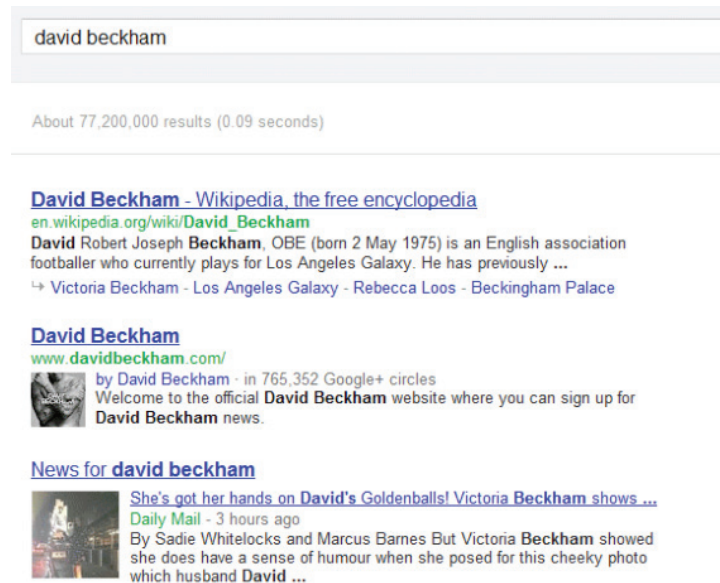 david beckham
About 77,200,000 results (0.09 seconds)
David Beckham - Wikipedia, the free encyclopedia
en.wikipedia.org/wiki/David_Beckham
David Robert Joseph Beckham, OBE (born 2 May 1975) is an English association
footballer who currently plays for Los Angeles Galaxy. He has previously ...
↳ Victoria Beckham - Los Angeles Galaxy - Rebecca Loos - Beckingham Palace
David Beckham
www.davidbeckham.com/
by David Beckham · in 765,352 Google+ circles
Welcome to the official David Beckham website where you can sign up for
David Beckham news.
News for david beckham
She's got her hands on David's Goldenballs! Victoria Beckham shows ...
Daily Mail - 3 hours ago
By Sadie Whitelocks and Marcus Barnes But Victoria Beckham showed
she does have a sense of humour when she posed for this cheeky photo
which husband David ...